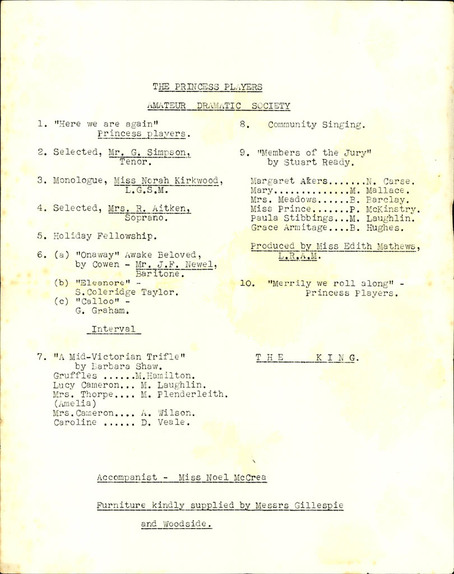 THE PRINCESS PLAYERS
AMATEUR DRAMATIC SOCIETY
1. "Here we are again"
Princess players.
2. Selected, Mr. G. Simpson,
Tenor.
3. Monologue, Miss Norah Kirkwood,
L.G.S.M.
4. Selected, Mrs. R. Aitken,
Soprano.
5. Holiday Fellowship.
6. (a) "Onaway" Awake Beloved,
by Cowen - Mr. J.F. Newel,
Baritone.
(b) "Eleanore" -
S.Coleridge Taylor.
(c) "Calloo" -
G. Graham.
Interval
7. "A Mid-Victorian Trifle"
by Barbara Shaw.
Gruffles ......M.Hamilton.
Lucy Cameron... M. Laughlin.
Mrs. Thorpe.... M. Plenderleith.
(Amelia)
Mrs.Cameron.... A. Wilson.
Caroline ...... D. Veale.
8. Community Singing.
9. "Members of the Jury"
by Stuart Ready.
Margaret Akers.......N. Carse.
Mary..............M. Wallace.
Mrs. Meadows.....R. Barclay.
Miss Prince.......P. McKinstry.
Paula Stibbings...M. Laughlin.
Grace Armitage....B. Hughes.
Produced by Miss Edith Mathews,
L.R.A.M.
10. "Merrily we roll along" -
Princess Players.
THE KING.
Accompanist - Miss Noel McCrea
Furniture kindly supplied by Messrs Gillespie
and Woodside.